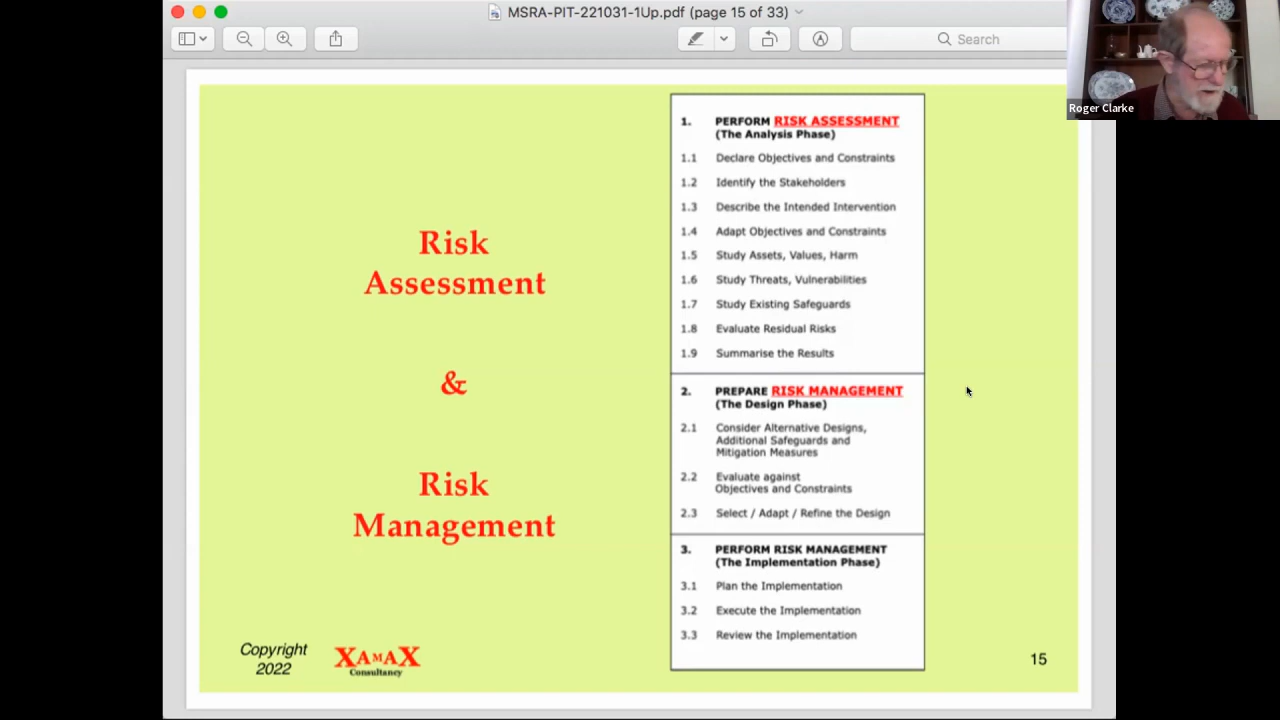 MSRA-PIT-221031-1Up.pdf (page 15 of 33)
Search
Roger Clarke
Risk
Assessment
&
Risk
Management
1. PERFORM RISK ASSESSMENT
(The Analysis Phase)
1.1 Declare Objectives and Constraints
1.2 Identify the Stakeholders
1.3 Describe the Intended Intervention
1.4 Adapt Objectives and Constraints
1.5 Study Assets, Values, Harm
1.6 Study Threats, Vulnerabilities
1.7 Study Existing Safeguards
1.8 Evaluate Residual Risks
1.9 Summarise the Results
2. PREPARE RISK MANAGEMENT
(The Design Phase)
2.1 Consider Alternative Designs,
Additional Safeguards and
Mitigation Measures
2.2 Evaluate against
Objectives and Constraints
2.3 Select / Adapt / Refine the Design
3. PERFORM RISK MANAGEMENT
(The Implementation Phase)
3.1 Plan the Implementation
3.2 Execute the Implementation
3.3 Review the Implementation
Copyright
2022
XAMAX
Consultancy
15